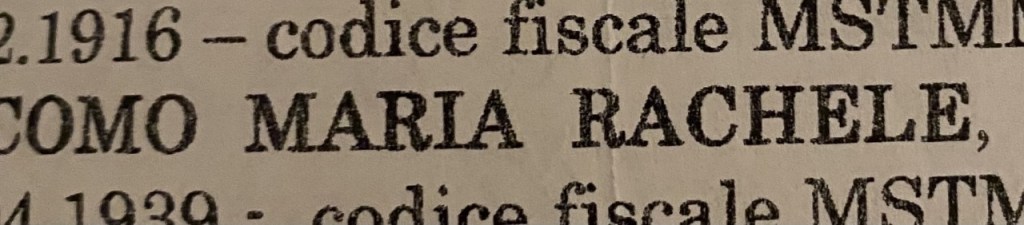 2.1916 – codice fiscale MSTM
COMO MARIA RACHELE,
4.1939 - codice fiscale MSTM